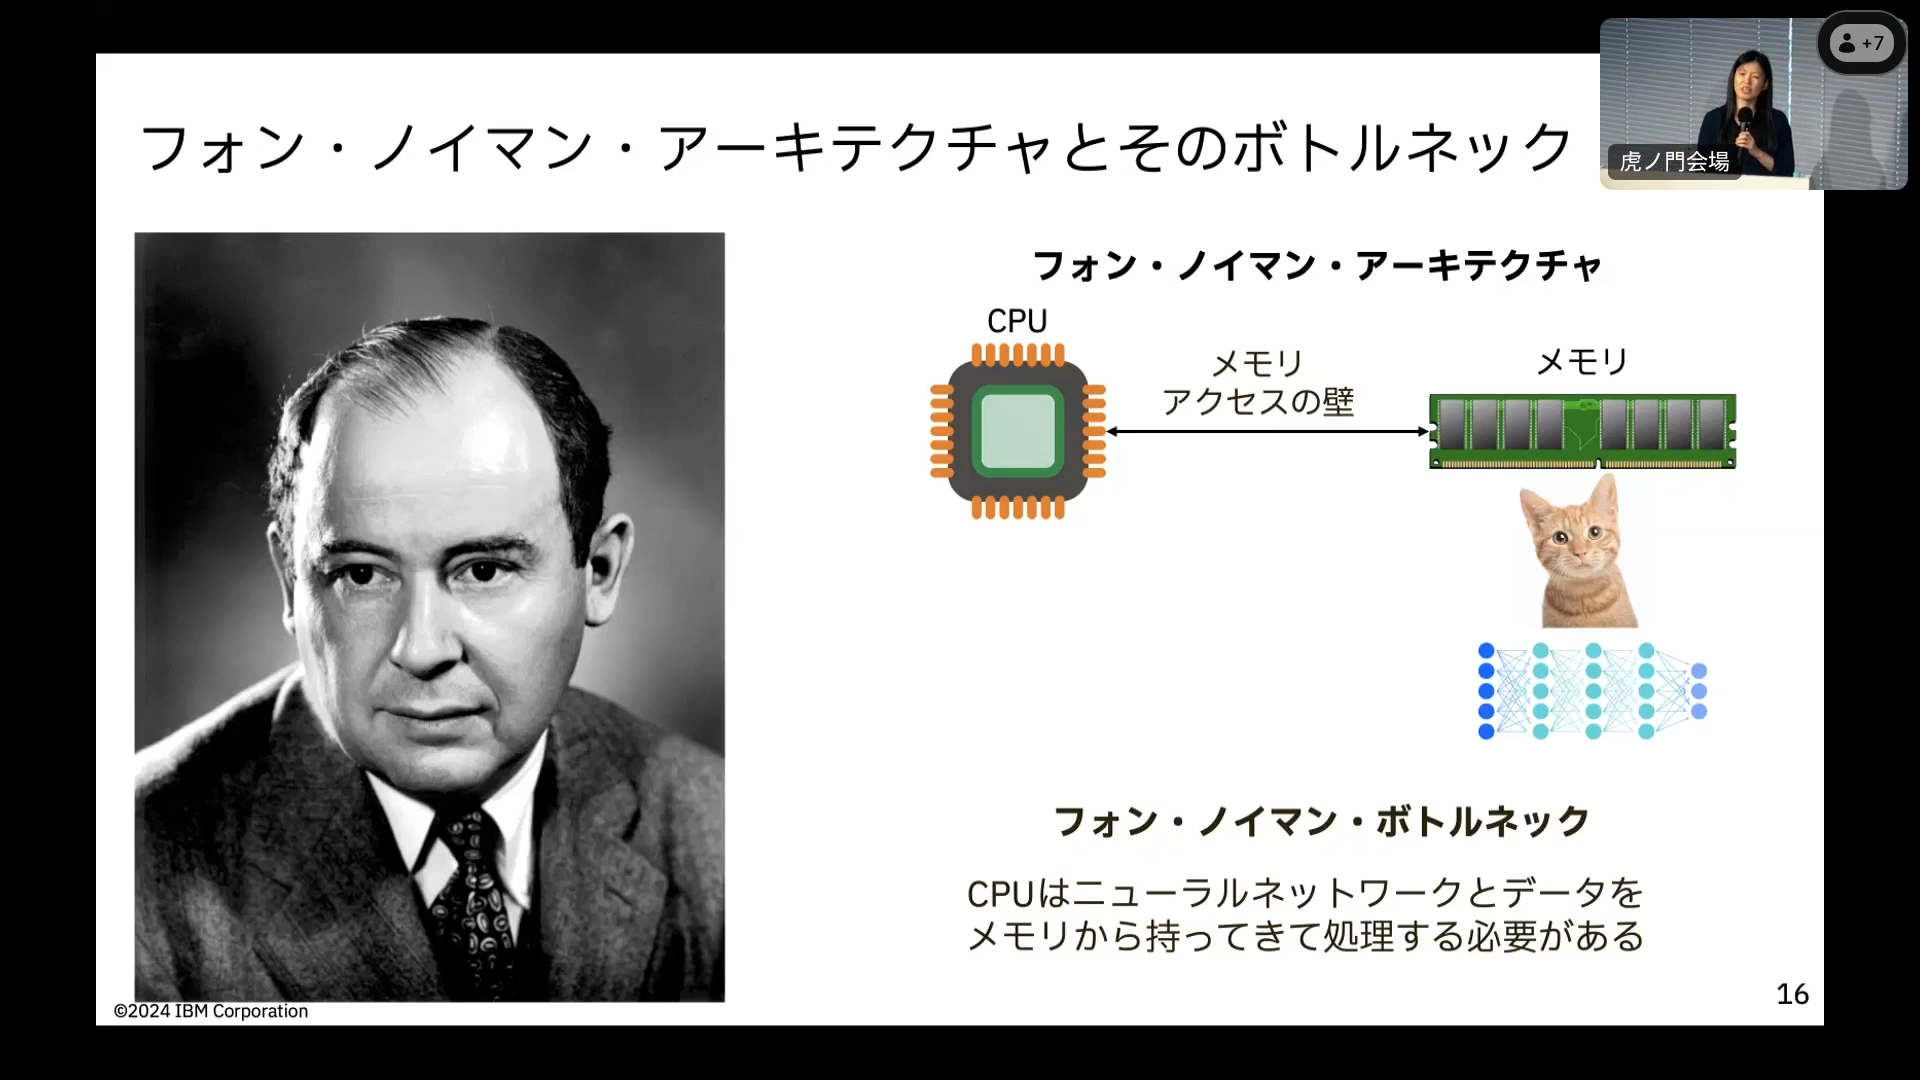 +7
虎ノ門会場
フォン・ノイマン・アーキテクチャとそのボトルネック
フォン・ノイマン・アーキテクチャ
CPU
メモリ
アクセスの壁
メモリ
フォン・ノイマン・ボトルネック
CPUはニューラルネットワークとデータを
メモリから持ってきて処理する必要がある
16
©2024 IBM Corporation